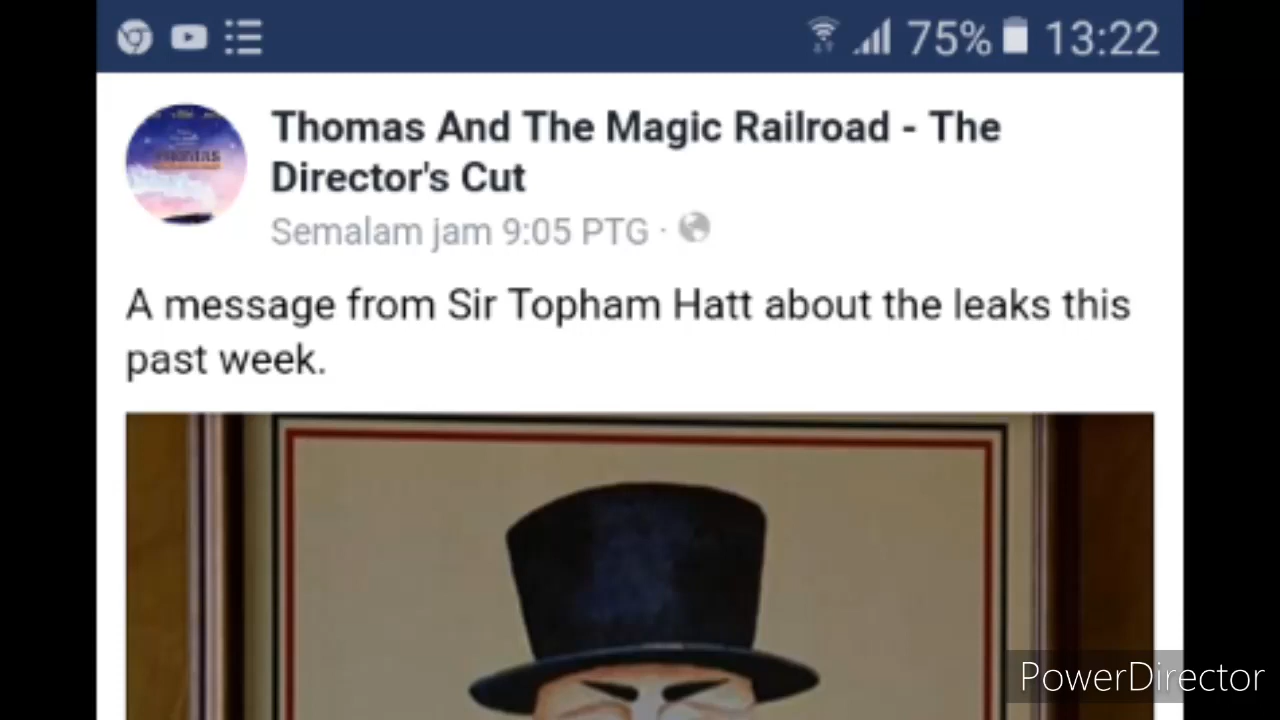 75% 13:22
Thomas And The Magic Railroad - The
Director's Cut
Semalam jam 9:05 PTG ·
A message from Sir Topham Hatt about the leaks this
past week.
PowerDirector